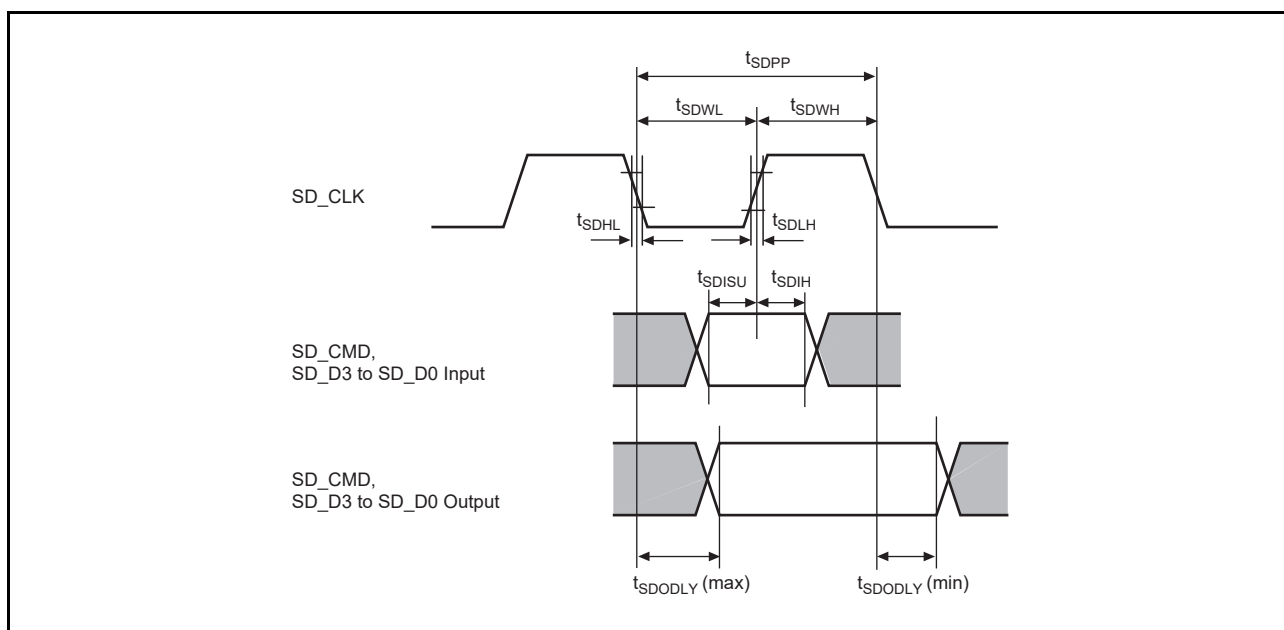 tSDPP
tSDWL
tSDWH
SD_CLK
tSDHL
tSDLH
tSDISU
tSDIH
SD_CMD,
SD_D3 to SD_D0 Input
SD_CMD,
SD_D3 to SD_D0 Output
tSDODLY (max)
tSDODLY (min)